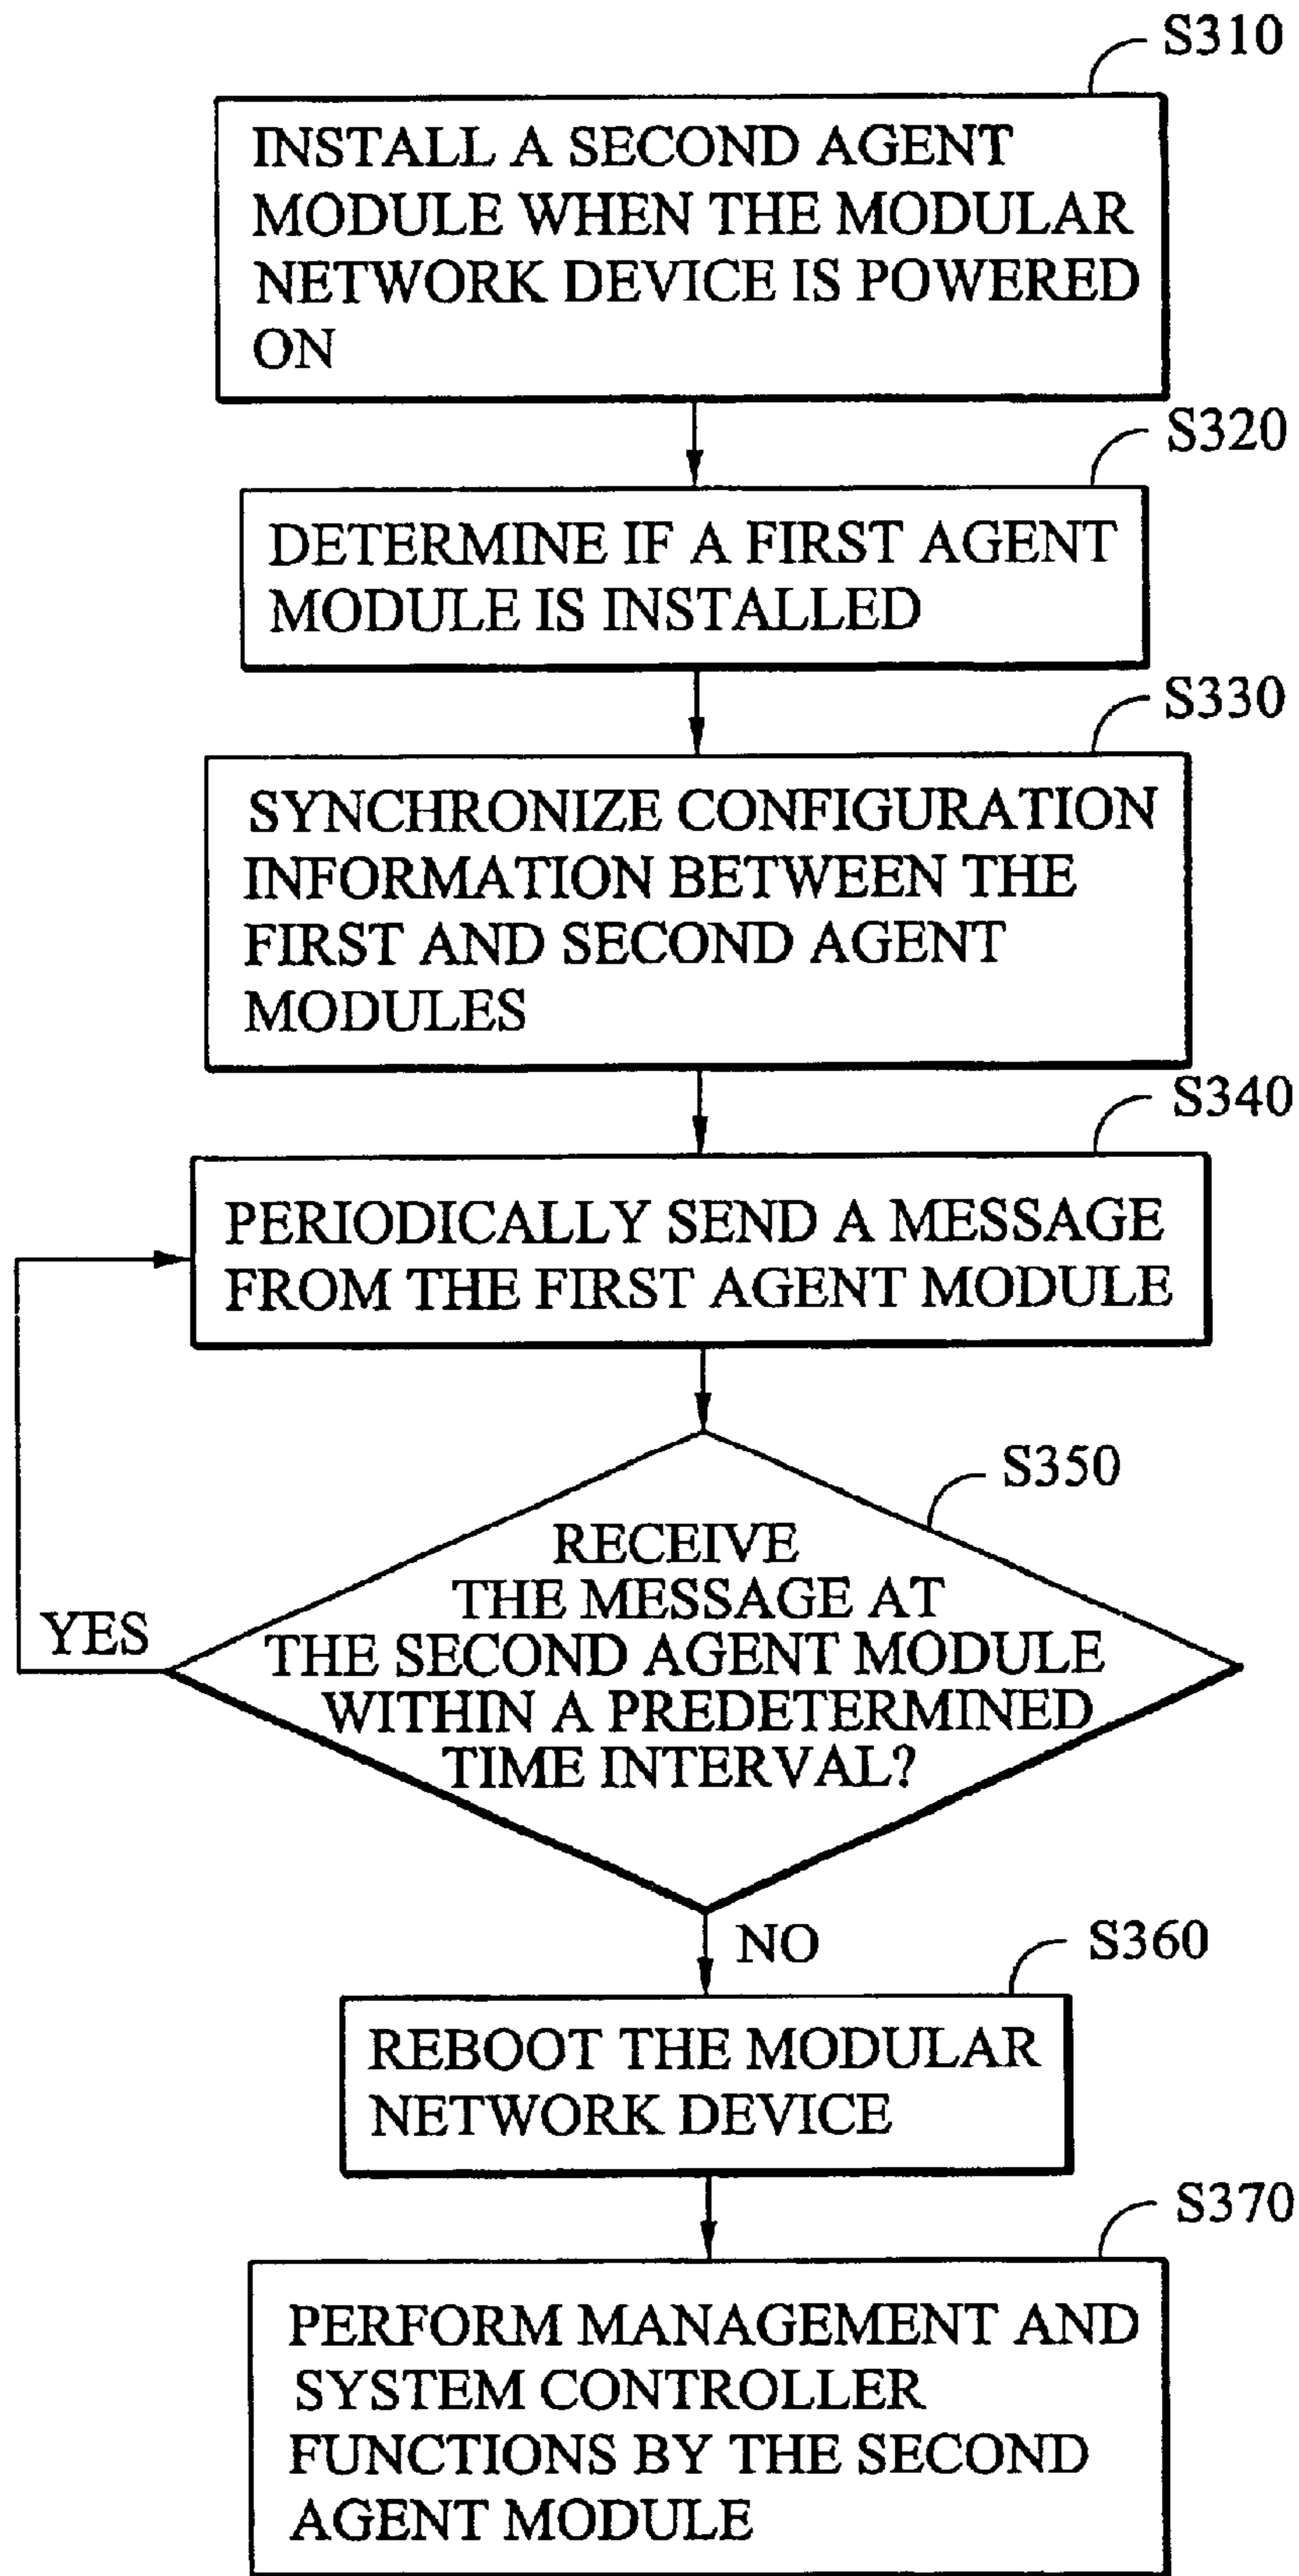 S310
INSTALL A SECOND AGENT
MODULE WHEN THE MODULAR
NETWORK DEVICE IS POWERED
ON
S320
DETERMINE IF A FIRST AGENT
MODULE IS INSTALLED
S330
SYNCHRONIZE CONFIGURATION
INFORMATION BETWEEN THE
FIRST AND SECOND AGENT
MODULES
S340
PERIODICALLY SEND A MESSAGE
FROM THE FIRST AGENT MODULE
S350
RECEIVE
THE MESSAGE AT
THE SECOND AGENT MODULE
WITHIN A PREDETERMINED
TIME INTERVAL?
YES
NO
S360
REBOOT THE MODULAR
NETWORK DEVICE
S370
PERFORM MANAGEMENT AND
SYSTEM CONTROLLER
FUNCTIONS BY THE SECOND
AGENT MODULE